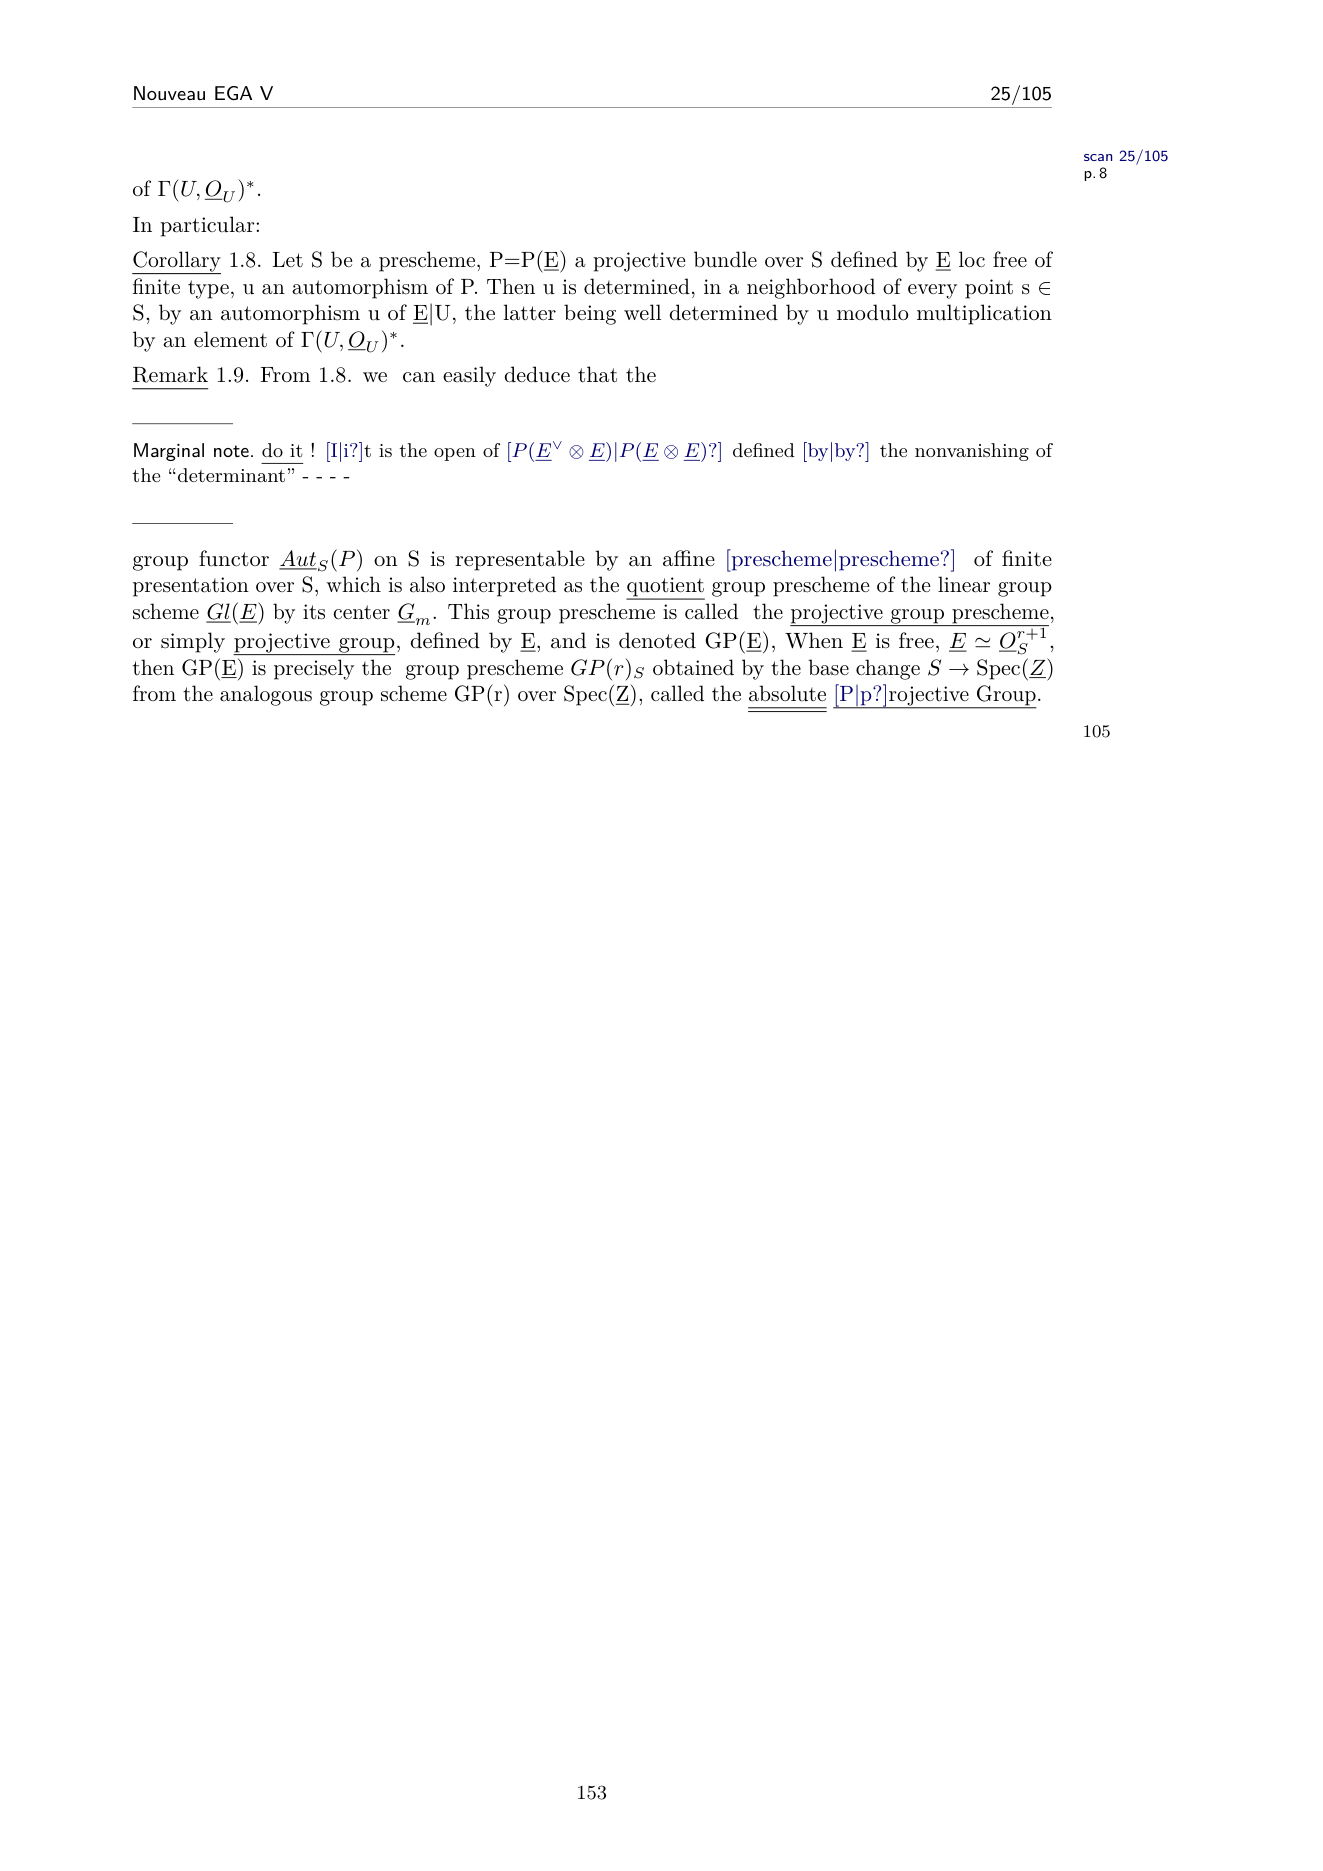 Nouveau EGA V 25/105
scan 25/105
p. 8
of Γ(U, O_U)*.
In particular:
Corollary 1.8. Let S be a prescheme, P=P(E) a projective bundle over S defined by E loc free of
finite type, u an automorphism of P. Then u is determined, in a neighborhood of every point s ∈
S, by an automorphism u of E|U, the latter being well determined by u modulo multiplication
by an element of Γ(U, O_U)*.
Remark 1.9. From 1.8. we can easily deduce that the
Marginal note. do it ! [I|i?]t is the open of [P(E^∨ ⊗ E)|P(E ⊗ E)?] defined [by|by?] the nonvanishing of
the “determinant” - - - -
group functor Aut_S(P) on S is representable by an affine [prescheme|prescheme?] of finite
presentation over S, which is also interpreted as the quotient group prescheme of the linear group
scheme Gl(E) by its center G_m. This group prescheme is called the projective group prescheme,
or simply projective group, defined by E, and is denoted GP(E), When E is free, E ≃ O_S^{r+1},
then GP(E) is precisely the group prescheme GP(r)_S obtained by the base change S → Spec(Z)
from the analogous group scheme GP(r) over Spec(Z), called the absolute [P|p?]rojective Group.
105
153